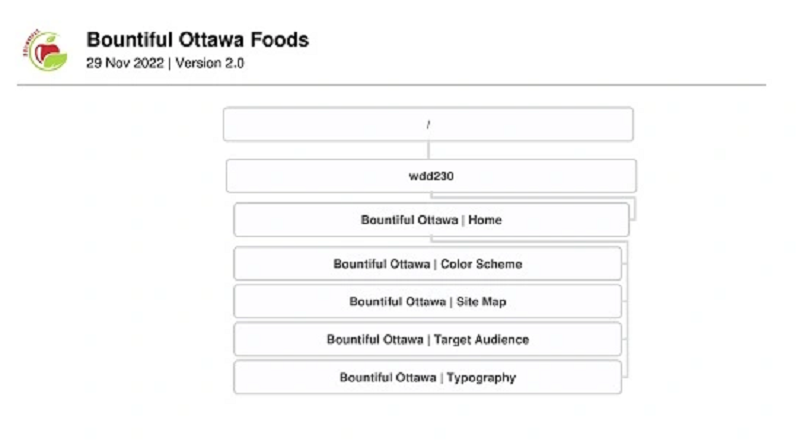 Bountiful Ottawa Foods
29 Nov 2022 | Version 2.0
/
wdd230
Bountiful Ottawa | Home
Bountiful Ottawa | Color Scheme
Bountiful Ottawa | Site Map
Bountiful Ottawa | Target Audience
Bountiful Ottawa | Typography